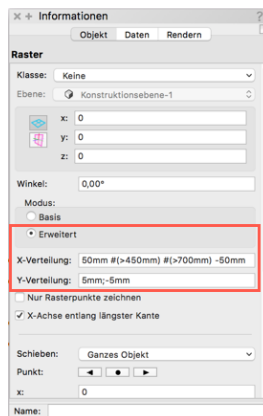 Informationen
?
Objekt Daten Rendern
Raster
Klasse: Keine
Ebene: Konstruktionsebene-1
x: 0
y: 0
z: 0
Winkel: 0,00°
Modus:
Basis
Erweitert
X-Verteilung: 50mm #(>450mm) #(>700mm) -50mm
Y-Verteilung: 5mm;-5mm
Nur Rasterpunkte zeichnen
X-Achse entlang längster Kante
Schieben: Ganzes Objekt
Punkt:
x: 0
Name: